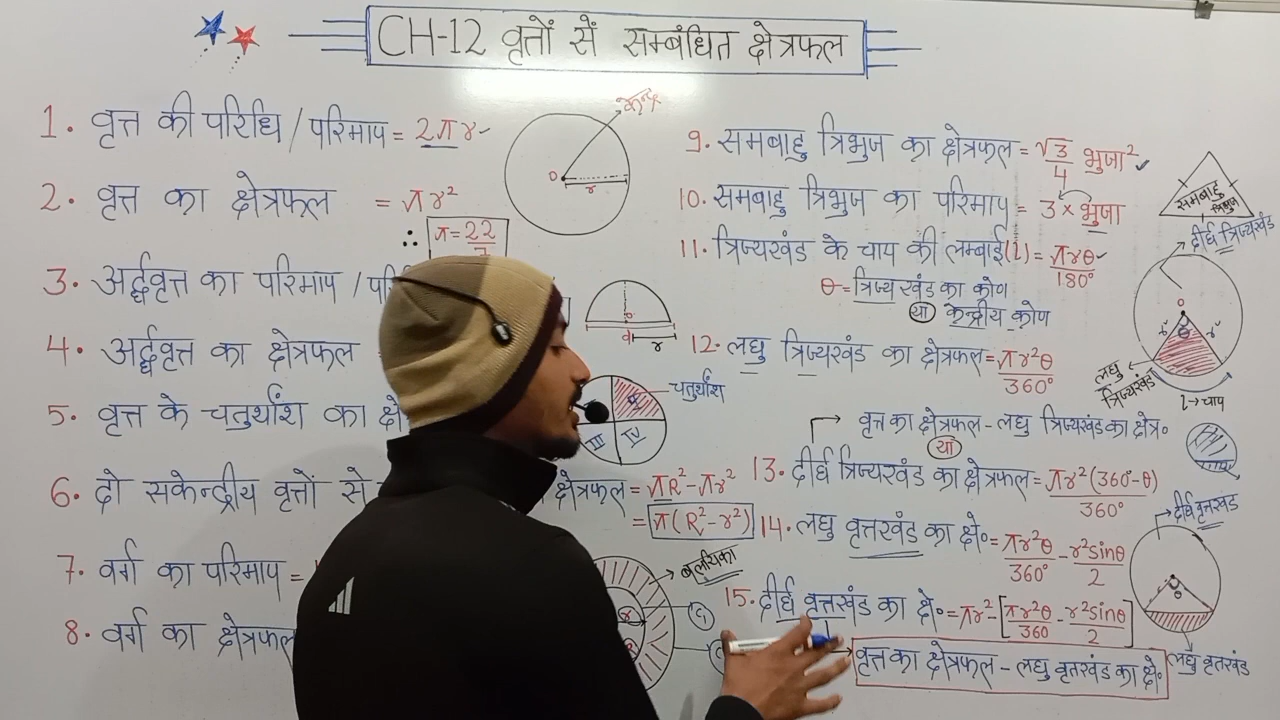 CH-12 वृत्तों सें सम्बंधित क्षेत्रफल
1. वृत्त की परिधि / परिमाप = 2πr
केन्द्र
o
r
2. वृत्त का क्षेत्रफल = πr²
∴ π = 22/7
3. अर्द्धवृत्त का परिमाप / परि
o
d
r
4. अर्द्धवृत्त का क्षेत्रफल
5. वृत्त के चतुर्थांश का क्षे
चतुर्थांश
III IV
6. दो सकेन्द्रीय वृत्तों से क्षेत्रफल = πR² - πr²
= π(R² - r²)
वलयिका
7. वर्ग का परिमाप =
8. वर्ग का क्षेत्रफल
9. समबाहु त्रिभुज का क्षेत्रफल = √3/4 भुजा²
समबाहु
त्रिभुज
10. समबाहु त्रिभुज का परिमाप = 3 × भुजा
11. त्रिज्यखंड के चाप की लम्बाई (l) = πrθ/180°
θ = त्रिज्यखंड का कोण
या केन्द्रीय कोण
दीर्घ त्रिज्यखंड
o
r r
θ
लघु
त्रिज्यखंड
l → चाप
12. लघु त्रिज्यखंड का क्षेत्रफल = πr²θ/360°
वृत्त का क्षेत्रफल - लघु त्रिज्यखंड का क्षेत्र॰
या
13. दीर्घ त्रिज्यखंड का क्षेत्रफल = πr²(360°-θ)/360°
14. लघु वृत्तखंड का क्षे॰ = πr²θ/360° - r²sinθ/2
दीर्घ वृत्तखंड
θ
लघु वृतखंड
15. दीर्घ वृत्तखंड का क्षे॰ = πr² - [πr²θ/360 - r²sinθ/2]
वृत्त का क्षेत्रफल - लघु वृतखंड का क्षे॰